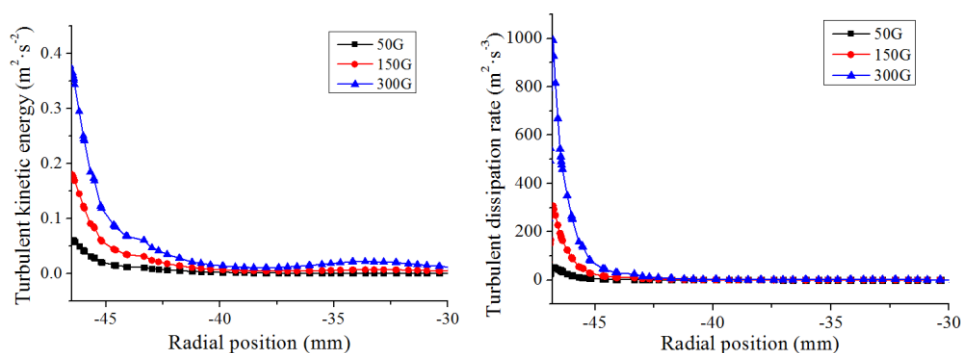 Turbulent kinetic energy (m²·s⁻²)
0.4
0.3
0.2
0.1
0.0
50G
150G
300G
-45
-40
-35
-30
Radial position (mm)
Turbulent dissipation rate (m²·s⁻³)
1000
800
600
400
200
0
50G
150G
300G
-45
-40
-35
-30
Radial position (mm)